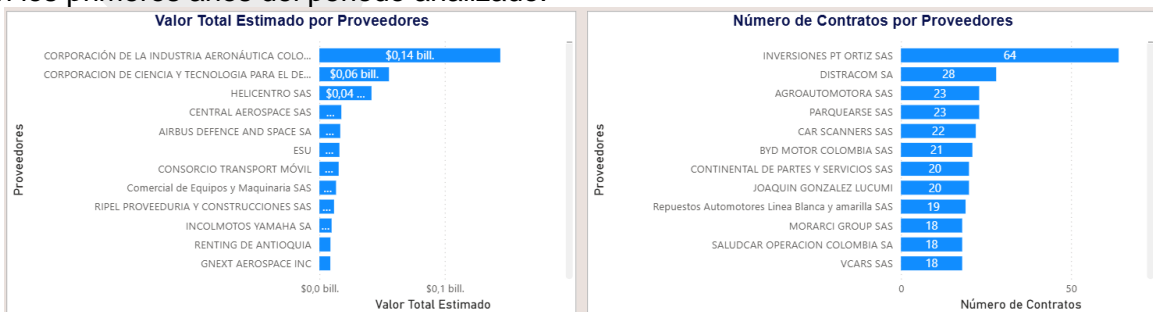 los primeros años del periodo analizado.
Valor Total Estimado por Proveedores
Proveedores
CORPORACIÓN DE LA INDUSTRIA AERONÁUTICA COLO... $0,14 bill.
CORPORACION DE CIENCIA Y TECNOLOGIA PARA EL DE... $0,06 bill.
HELICENTRO SAS $0,04 ...
CENTRAL AEROSPACE SAS ...
AIRBUS DEFENCE AND SPACE SA ...
ESU ...
CONSORCIO TRANSPORT MÓVIL ...
Comercial de Equipos y Maquinaria SAS ...
RIPEL PROVEEDURIA Y CONSTRUCCIONES SAS ...
INCOLMOTOS YAMAHA SA ...
RENTING DE ANTIOQUIA
GNEXT AEROSPACE INC
$0,0 bill. $0,1 bill.
Valor Total Estimado
Número de Contratos por Proveedores
Proveedores
INVERSIONES PT ORTIZ SAS 64
DISTRACOM SA 28
AGROAUTOMOTORA SAS 23
PARQUEARSE SAS 23
CAR SCANNERS SAS 22
BYD MOTOR COLOMBIA SAS 21
CONTINENTAL DE PARTES Y SERVICIOS SAS 20
JOAQUIN GONZALEZ LUCUMI 20
Repuestos Automotores Linea Blanca y amarilla SAS 19
MORARCI GROUP SAS 18
SALUDCAR OPERACION COLOMBIA SA 18
VCARS SAS 18
0 50
Número de Contratos